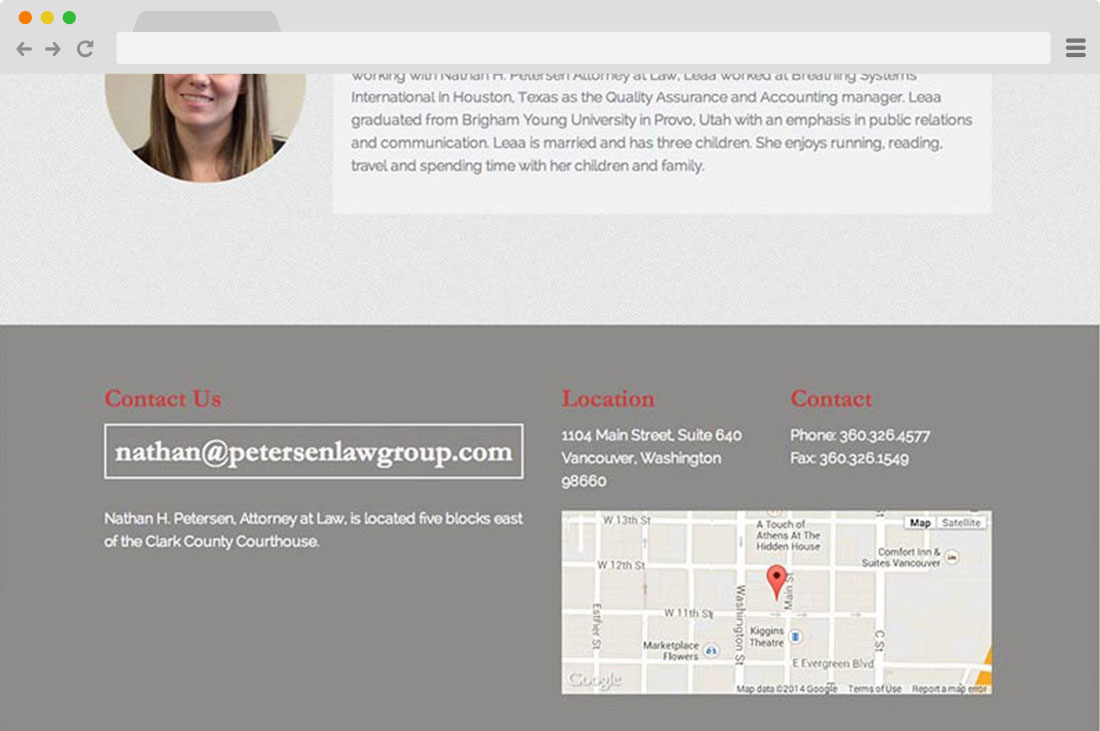 working with Nathan H. Petersen Attorney at Law, Leaa worked at Breathing Systems
International in Houston, Texas as the Quality Assurance and Accounting manager. Leaa
graduated from Brigham Young University in Provo, Utah with an emphasis in public relations
and communication. Leaa is married and has three children. She enjoys running, reading,
travel and spending time with her children and family.
Contact Us
nathan@petersenlawgroup.com
Nathan H. Petersen, Attorney at Law, is located five blocks east
of the Clark County Courthouse.
Location
1104 Main Street, Suite 640
Vancouver, Washington
98660
Contact
Phone: 360.326.4577
Fax: 360.326.1549
W 13th St
A Touch of
Athens At The
Hidden House
Map
Satellite
Comfort Inn &
Suites Vancouver
W 12th St
Main St
Esther St
W 11th St
Washington St
Kiggins
Theatre
C St
Marketplace
Flowers
E Evergreen Blvd
Google
Map data ©2014 Google
Terms of Use
Report a map error